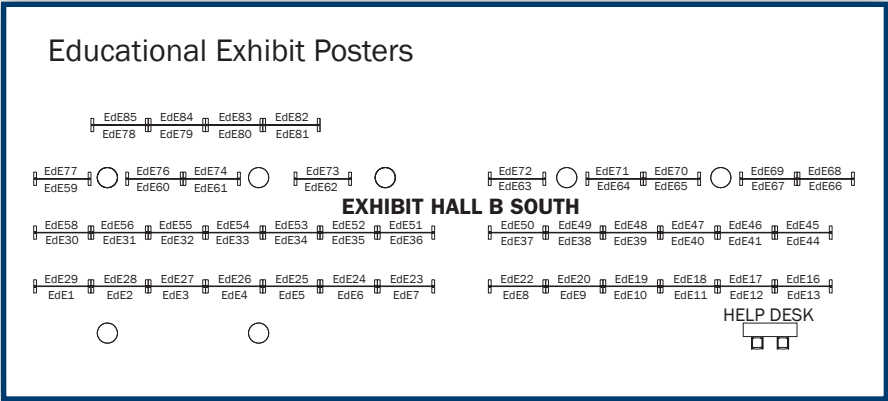 Educational Exhibit Posters
EdE85 EdE84 EdE83 EdE82
EdE78 EdE79 EdE80 EdE81
EdE77 EdE76 EdE74 EdE73 EdE72 EdE71 EdE70 EdE69 EdE68
EdE59 EdE60 EdE61 EdE62 EdE63 EdE64 EdE65 EdE67 EdE66
EXHIBIT HALL B SOUTH
EdE58 EdE56 EdE55 EdE54 EdE53 EdE52 EdE51 EdE50 EdE49 EdE48 EdE47 EdE46 EdE45
EdE30 EdE31 EdE32 EdE33 EdE34 EdE35 EdE36 EdE37 EdE38 EdE39 EdE40 EdE41 EdE44
EdE29 EdE28 EdE27 EdE26 EdE25 EdE24 EdE23 EdE22 EdE20 EdE19 EdE18 EdE17 EdE16
EdE1 EdE2 EdE3 EdE4 EdE5 EdE6 EdE7 EdE8 EdE9 EdE10 EdE11 EdE12 EdE13
HELP DESK